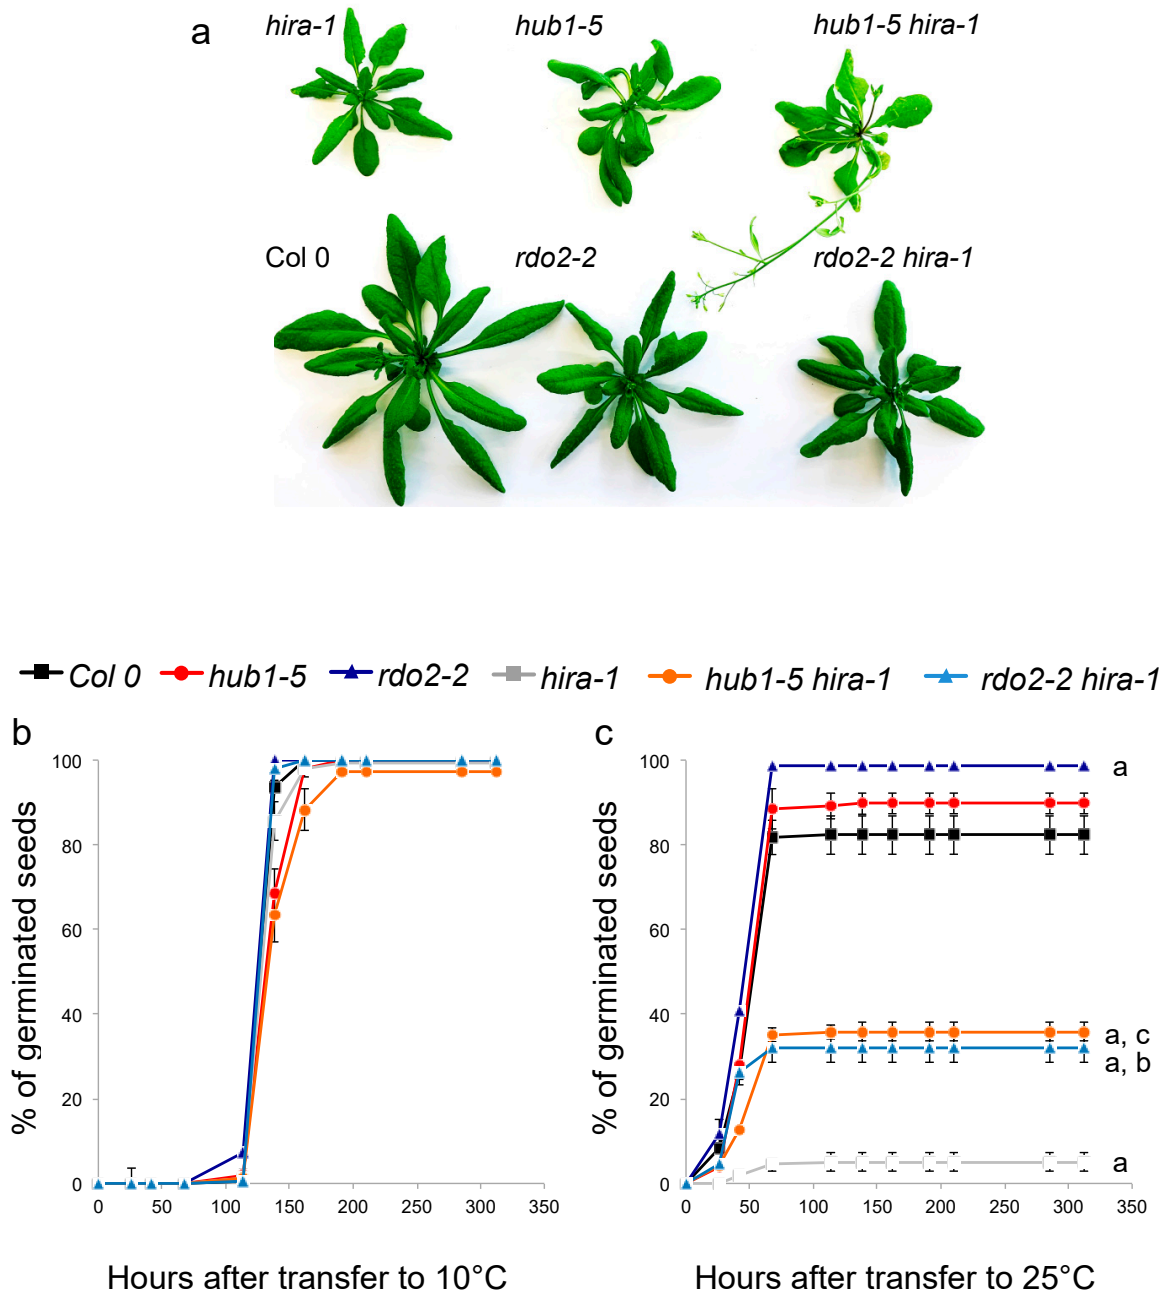 a
hira-1 hub1-5 hub1-5 hira-1
Col 0 rdo2-2 rdo2-2 hira-1
Col 0 hub1-5 rdo2-2 hira-1 hub1-5 hira-1 rdo2-2 hira-1
b
% of germinated seeds
100
80
60
40
20
0
0 50 100 150 200 250 300 350
Hours after transfer to 10°C
c
% of germinated seeds
100
80
60
40
20
0
a
a, c
a, b
a
0 50 100 150 200 250 300 350
Hours after transfer to 25°C